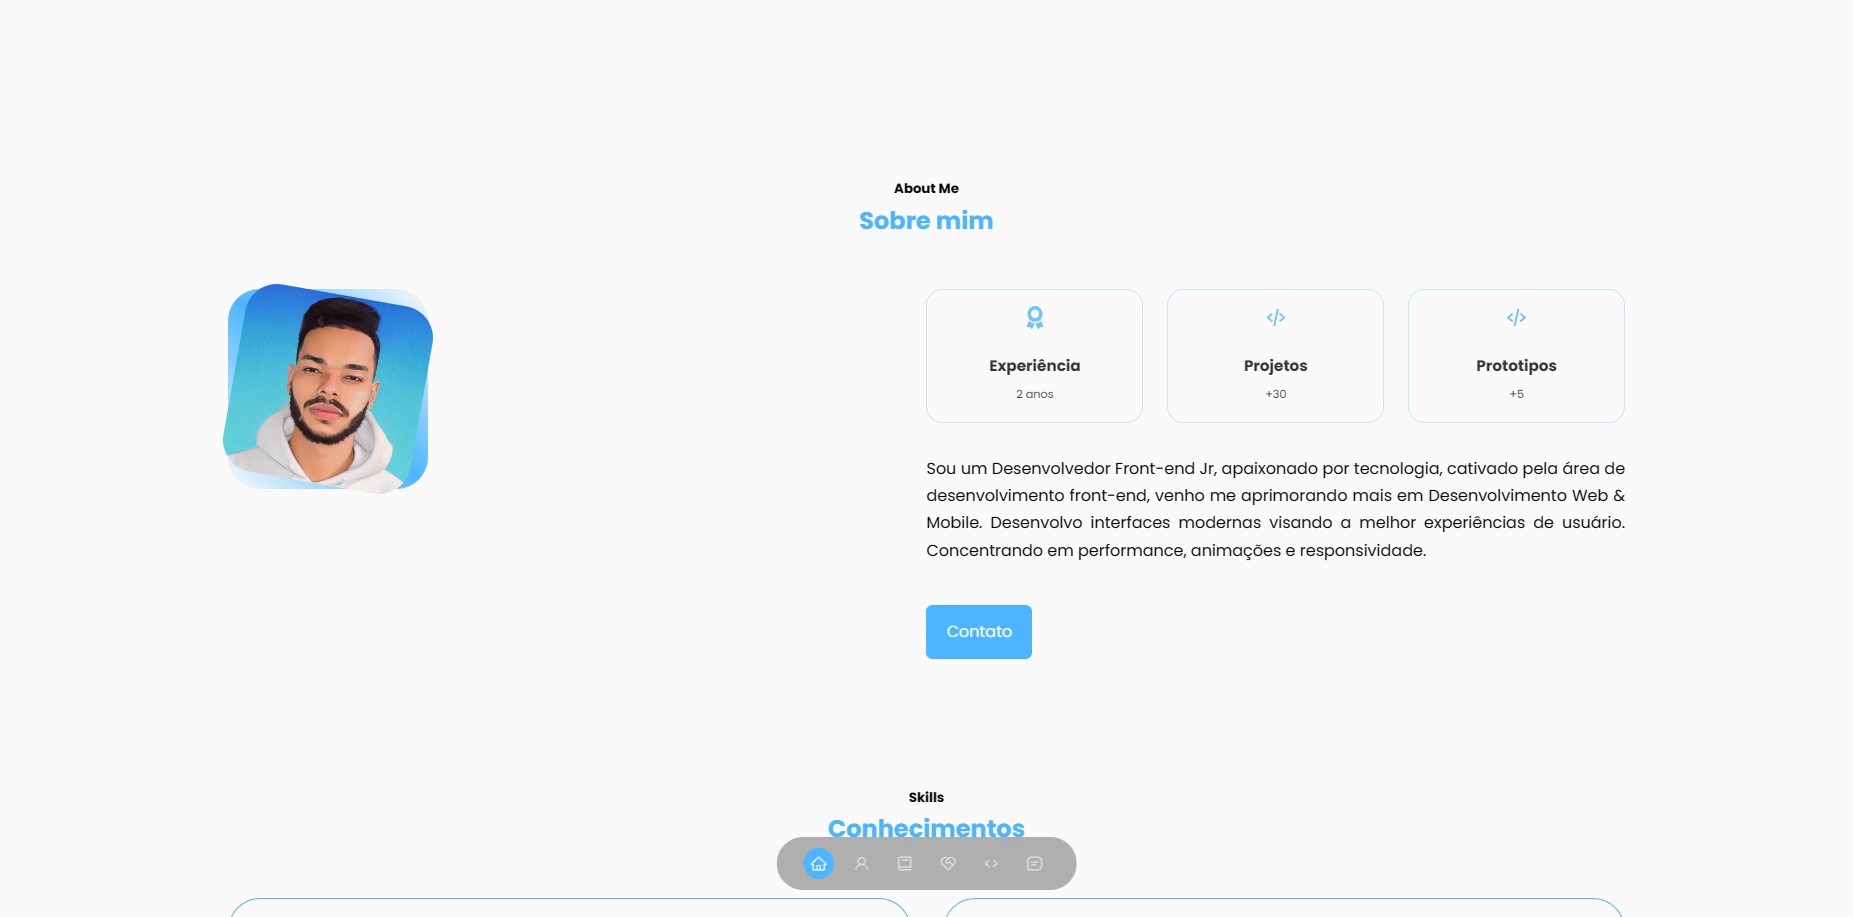 About Me
Sobre mim
Experiência
2 anos
Projetos
+30
Prototipos
+5
Sou um Desenvolvedor Front-end Jr, apaixonado por tecnologia, cativado pela área de
desenvolvimento front-end, venho me aprimorando mais em Desenvolvimento Web &
Mobile. Desenvolvo interfaces modernas visando a melhor experiências de usuário.
Concentrando em performance, animações e responsividade.
Contato
Skills
Conhecimentos